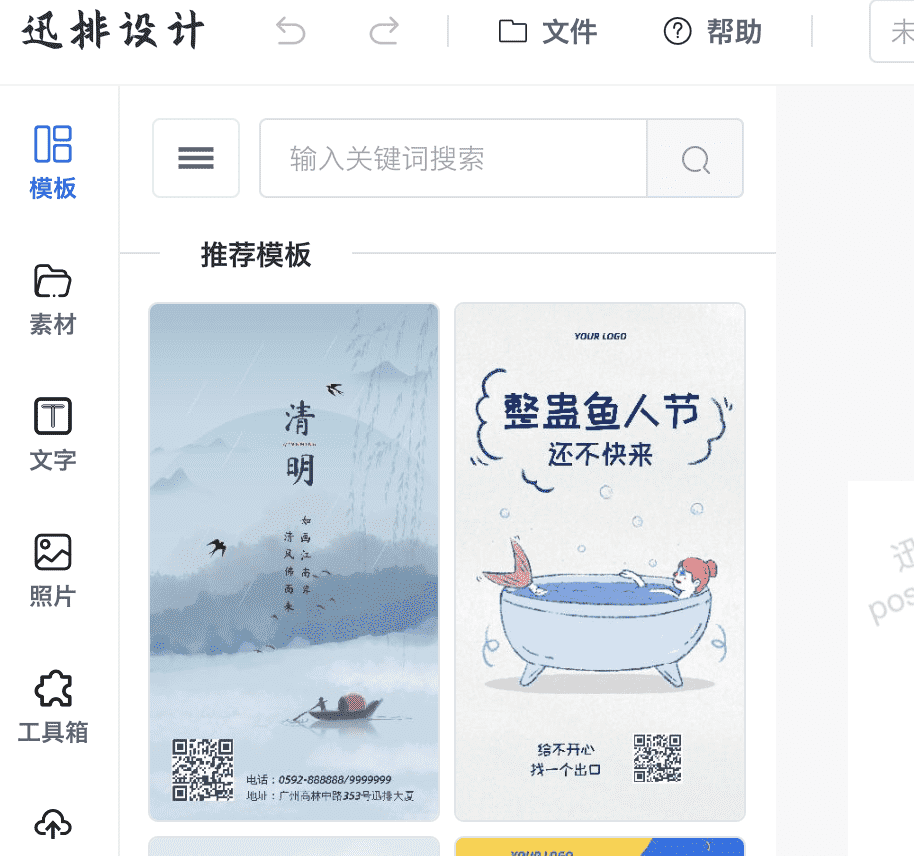 迅排设计
文件
帮助
未
模板
输入关键词搜索
推荐模板
素材
文字
照片
工具箱
清明
QINGMING
如画江南岸
清风佛面来
电话：0592-888888/9999999
地址：广州高林中路353号迅排大厦
YOUR LOGO
整蛊鱼人节
还不快来
给不开心
找一个出口
YOUR LOGO
迅
pos